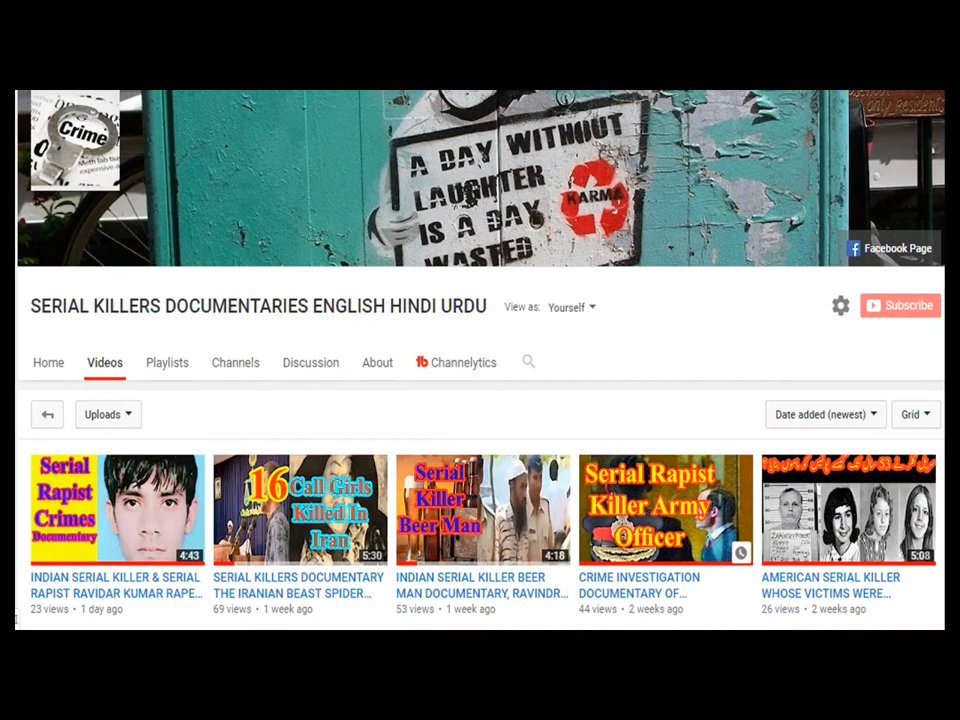 Crime
Meth lab
expensive
A DAY WITHOUT
LAUGHTER
IS A DAY
WASTED
KARMA
only Residents
Facebook Page
SERIAL KILLERS DOCUMENTARIES ENGLISH HINDI URDU
View as: Yourself
Subscribe
Home Videos Playlists Channels Discussion About Channelytics
Uploads Date added (newest) Grid
Serial
Rapist
Crimes
Documentary
4:43
16 Call Girls
Killed In
Iran
5:30
Serial
Killer
Beer Man
4:18
Serial Rapist
Killer Army
Officer
5:08
INDIAN SERIAL KILLER & SERIAL
RAPIST RAVIDAR KUMAR RAPE...
23 views • 1 day ago
SERIAL KILLERS DOCUMENTARY
THE IRANIAN BEAST SPIDER...
69 views • 1 week ago
INDIAN SERIAL KILLER BEER
MAN DOCUMENTARY, RAVINDR...
53 views • 1 week ago
CRIME INVESTIGATION
DOCUMENTARY OF...
44 views • 2 weeks ago
AMERICAN SERIAL KILLER
WHOSE VICTIMS WERE...
26 views • 2 weeks ago